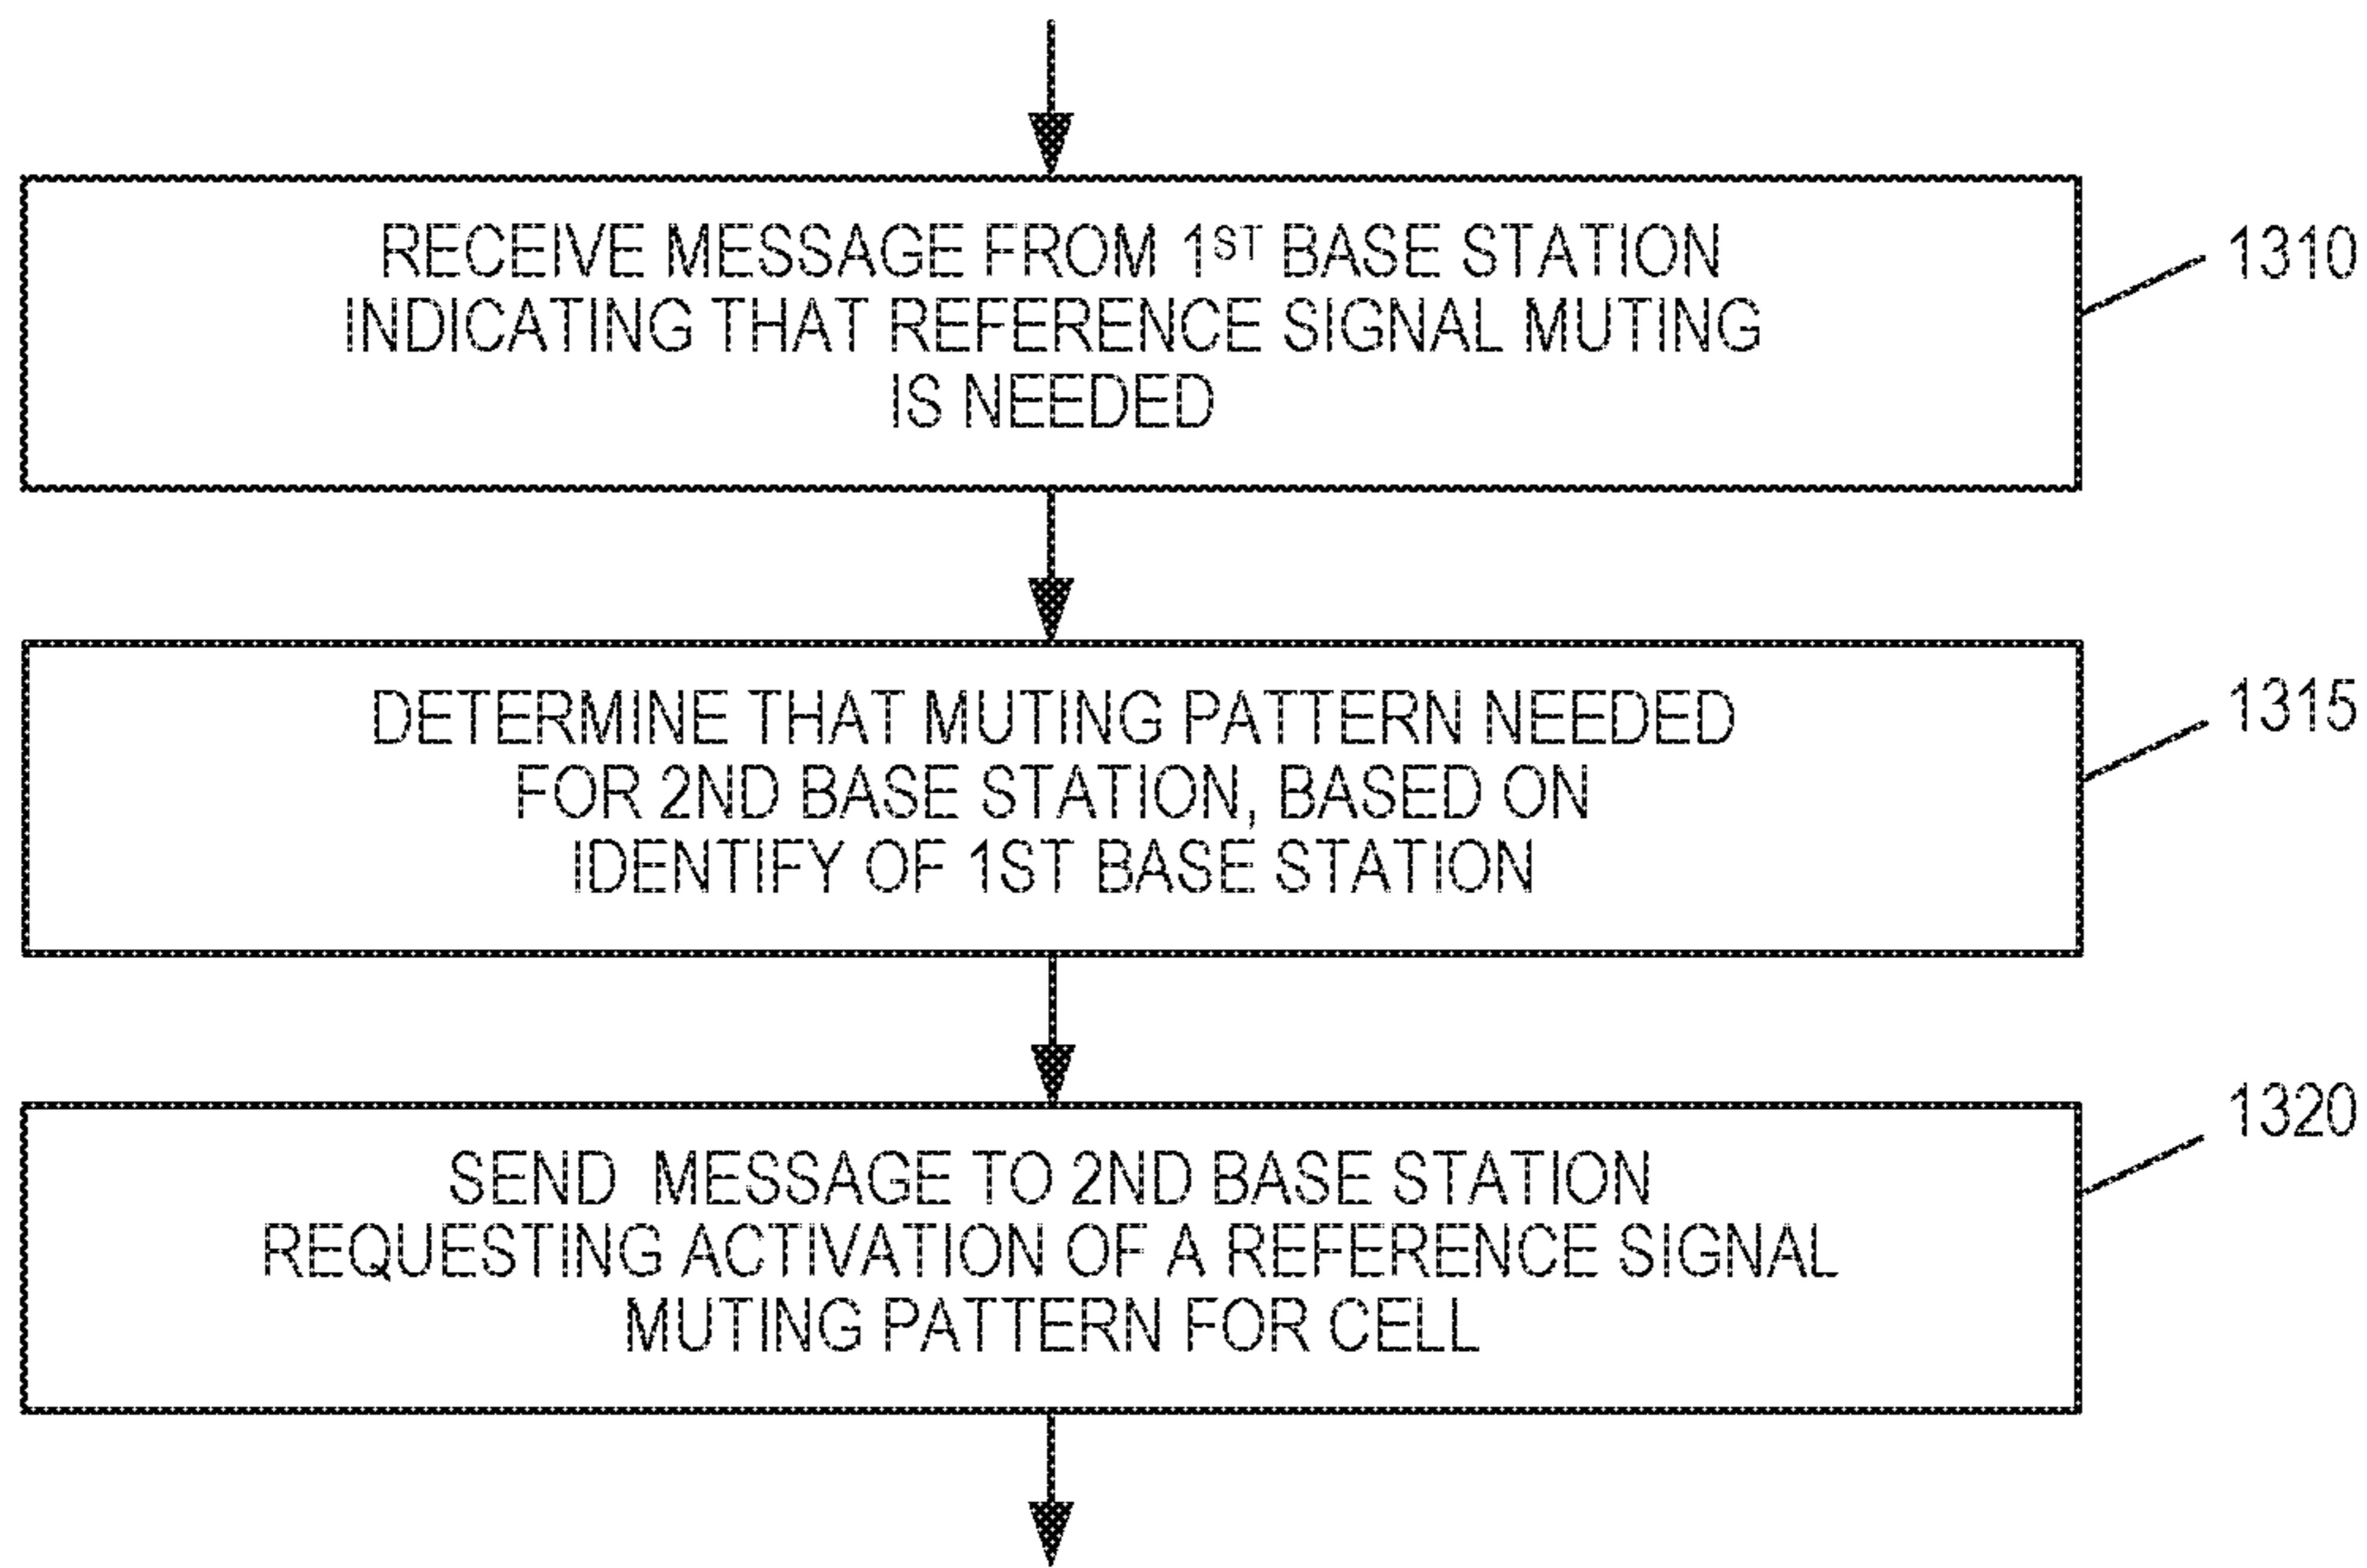 RECEIVE MESSAGE FROM 1ST BASE STATION
INDICATING THAT REFERENCE SIGNAL MUTING
IS NEEDED
1310
DETERMINE THAT MUTING PATTERN NEEDED
FOR 2ND BASE STATION, BASED ON
IDENTIFY OF 1ST BASE STATION
1315
SEND MESSAGE TO 2ND BASE STATION
REQUESTING ACTIVATION OF A REFERENCE SIGNAL
MUTING PATTERN FOR CELL
1320